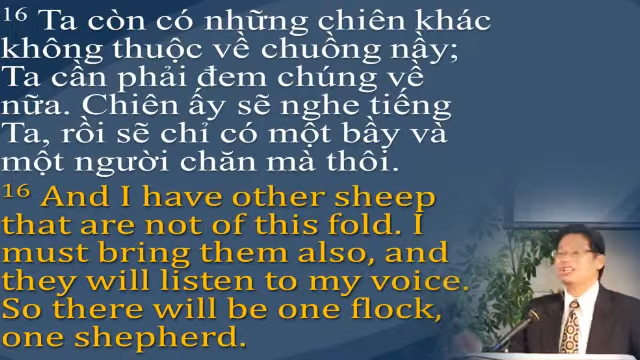 16 Ta còn có những chiên khác
không thuộc về chuồng nầy;
Ta cần phải đem chúng về
nữa. Chiên ấy sẽ nghe tiếng
Ta, rồi sẽ chỉ có một bầy và
một người chăn mà thôi.
16 And I have other sheep
that are not of this fold. I
must bring them also, and
they will listen to my voice.
So there will be one flock,
one shepherd.